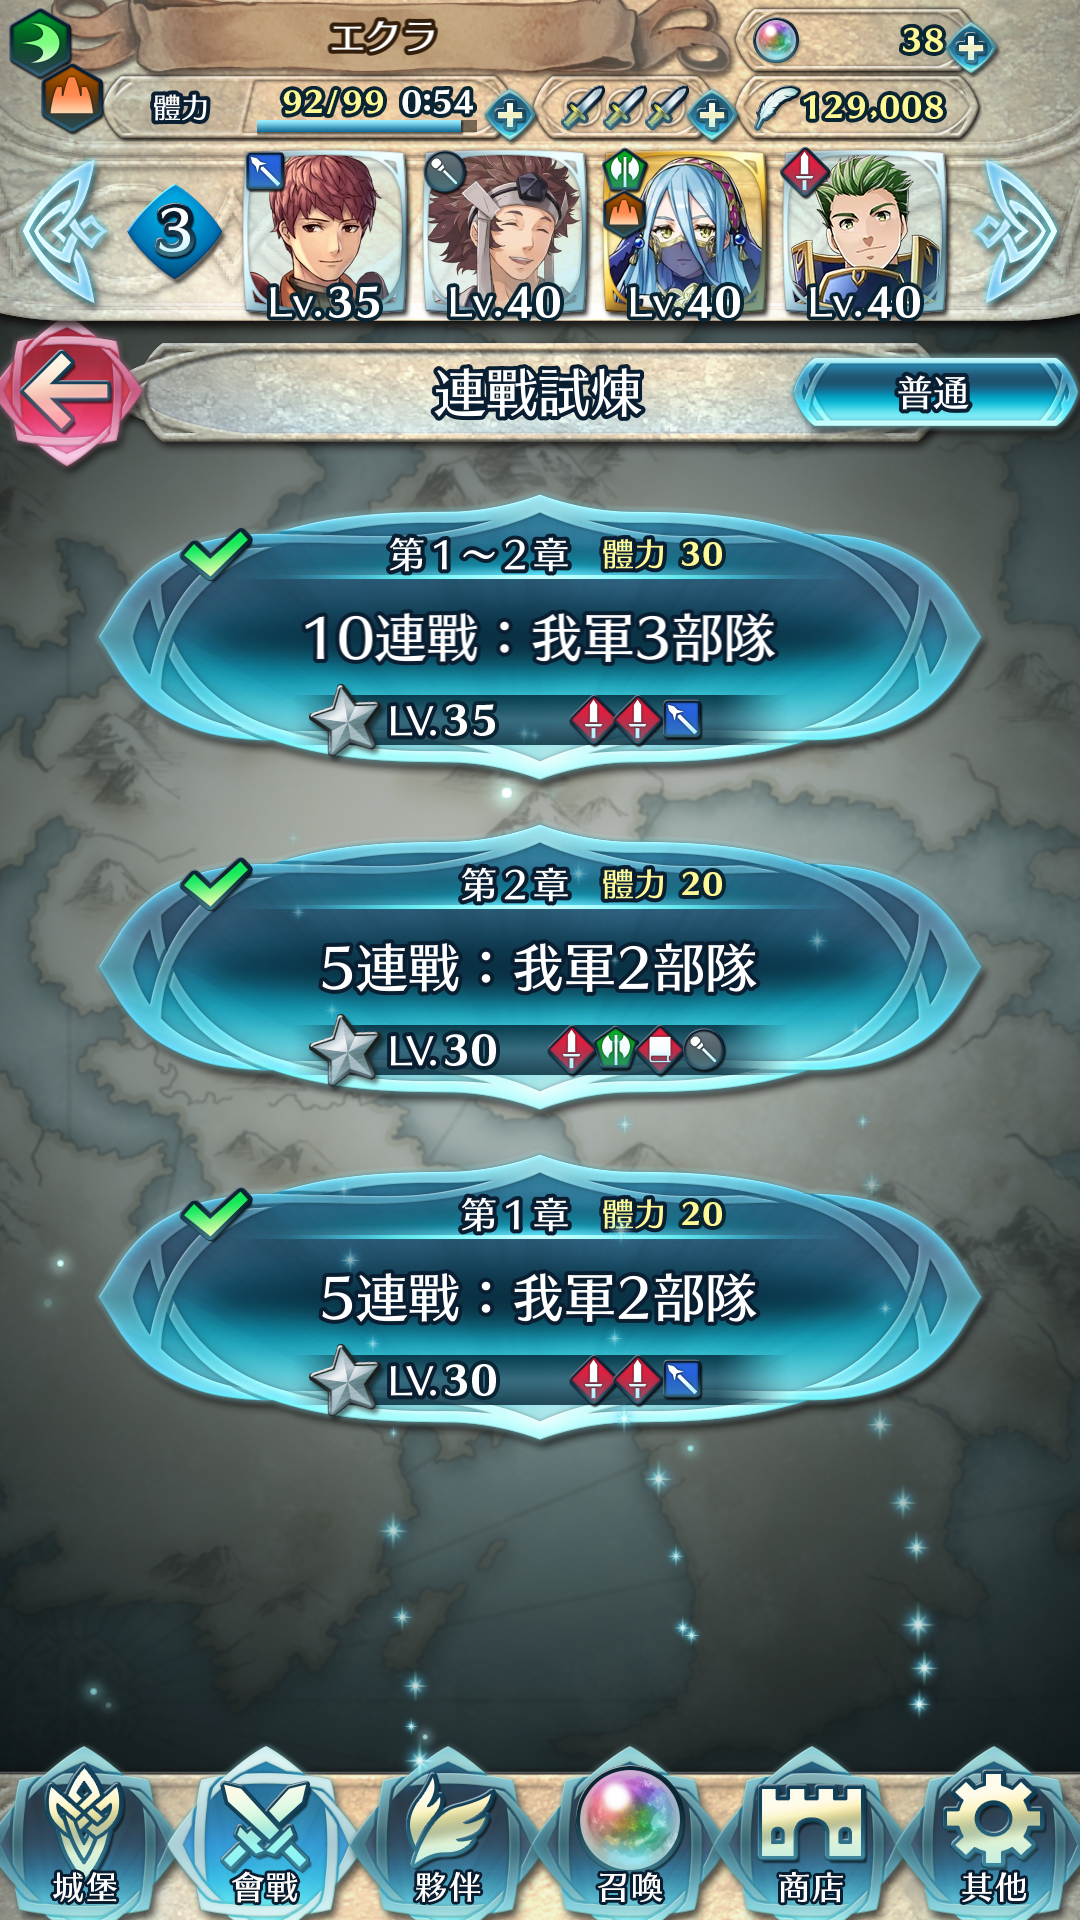 エクラ
38
體力 92/99 0:54
129,008
3
Lv.35 Lv.40 Lv.40 Lv.40
連戰試煉
普通
第1～2章 體力 30
10連戰：我軍3部隊
LV.35
第2章 體力 20
5連戰：我軍2部隊
LV.30
第1章 體力 20
5連戰：我軍2部隊
LV.30
城堡 會戰 夥伴 召喚 商店 其他